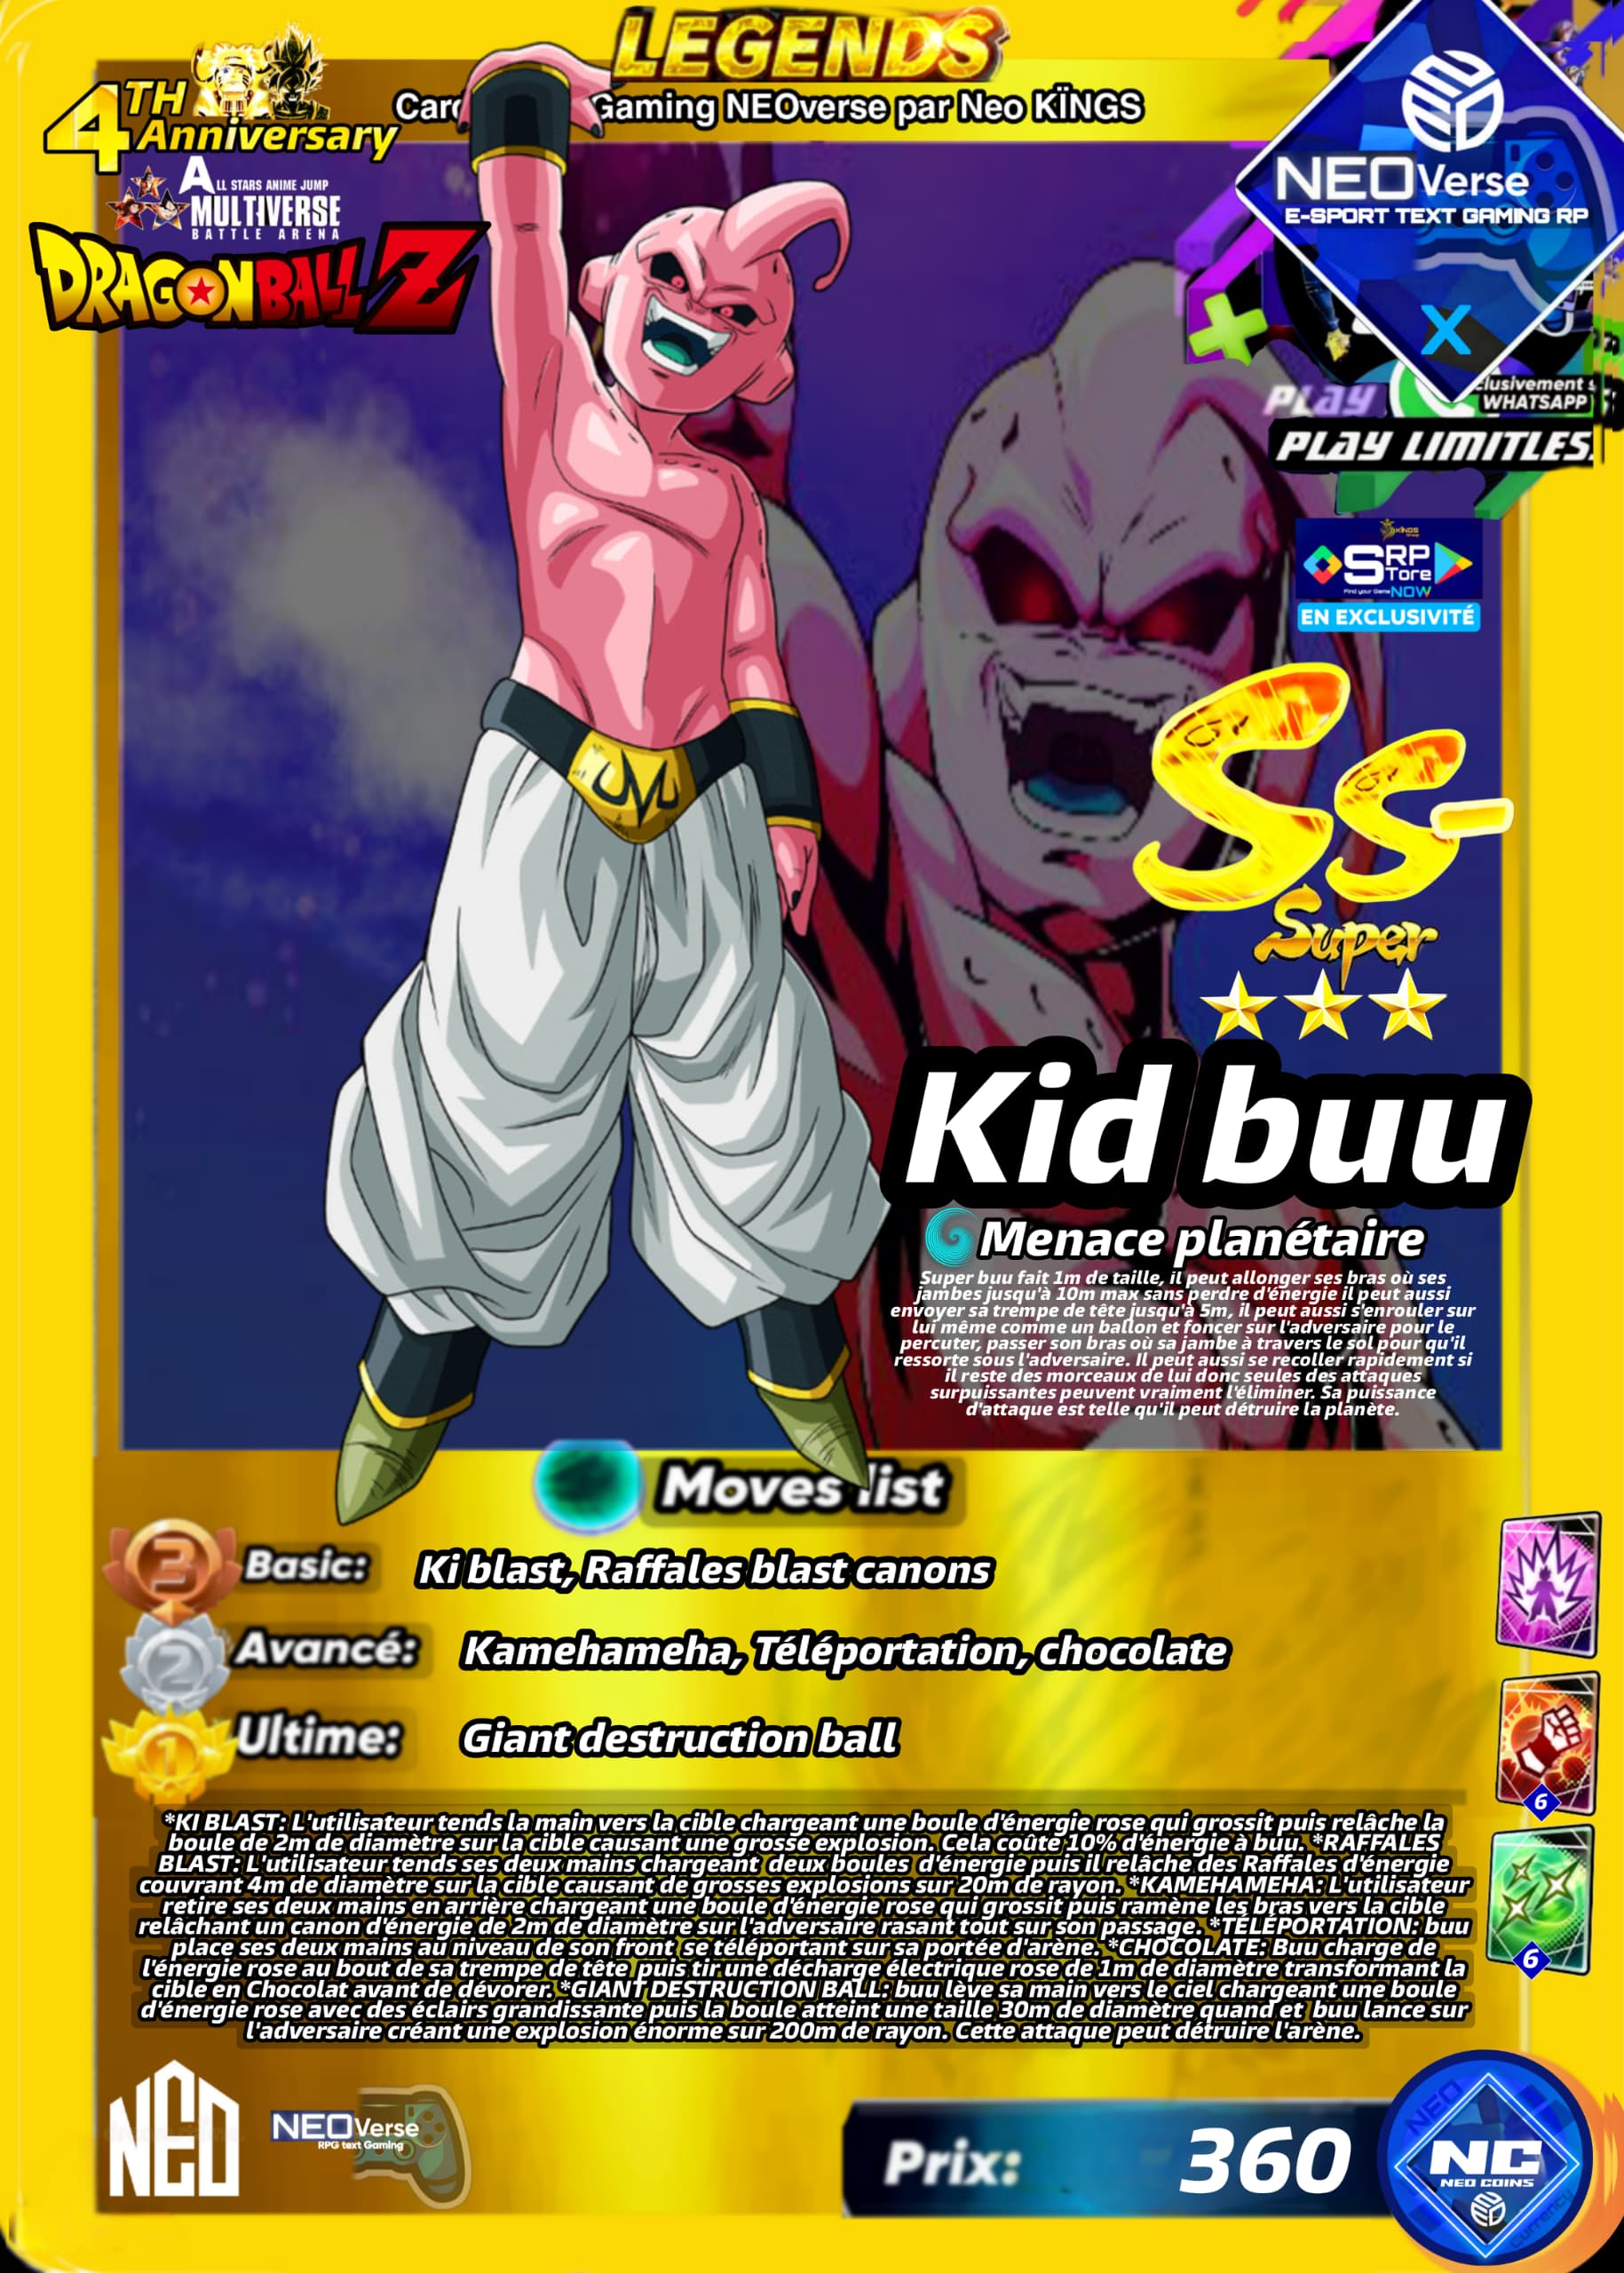 LEGENDS
4TH
Anniversary
Card Gaming NEOverse par Neo KÏNGS
ALL STARS ANIME JUMP
MULTIVERSE
BATTLE ARENA
DRAGONBALL Z
NEOVerse
E-SPORT TEXT GAMING RP
X
PLAY
clusivement s
WHATSAPP
PLAY LIMITLES
KINGS
SRP
Tore
Find your Game NOW
EN EXCLUSIVITÉ
Ss-
Super
Kid buu
Menace planétaire
Super buu fait 1m de taille, il peut allonger ses bras où ses
jambes jusqu'à 10m max sans perdre d'énergie il peut aussi
envoyer sa trempe de tête jusqu'à 5m, il peut aussi s'enrouler sur
lui même comme un ballon et foncer sur l'adversaire pour le
percuter, passer son bras où sa jambe à travers le sol pour qu'il
ressorte sous l'adversaire. Il peut aussi se recoller rapidement si
il reste des morceaux de lui donc seules des attaques
surpuissantes peuvent vraiment l'éliminer. Sa puissance
d'attaque est telle qu'il peut détruire la planète.
Moves list
3 Basic: Ki blast, Raffales blast canons
2 Avancé: Kamehameha, Téléportation, chocolate
1 Ultime: Giant destruction ball
6
6
*KI BLAST: L'utilisateur tends la main vers la cible chargeant une boule d'énergie rose qui grossit puis relâche la
boule de 2m de diamètre sur la cible causant une grosse explosion. Cela coûte 10% d'énergie à buu. *RAFFALES
BLAST: L'utilisateur tends ses deux mains chargeant deux boules d'énergie puis il relâche des Raffales d'énergie
couvrant 4m de diamètre sur la cible causant de grosses explosions sur 20m de rayon. *KAMEHAMEHA: L'utilisateur
retire ses deux mains en arrière chargeant une boule d'énergie rose qui grossit puis ramène les bras vers la cible
relâchant un canon d'énergie de 2m de diamètre sur l'adversaire rasant tout sur son passage. *TÉLÉPORTATION: buu
place ses deux mains au niveau de son front se téléportant sur sa portée d'arène. *CHOCOLATE: Buu charge de
l'énergie rose au bout de sa trempe de tête puis tir une décharge électrique rose de 1m de diamètre transformant la
cible en Chocolat avant de dévorer. *GIANT DESTRUCTION BALL: buu lève sa main vers le ciel chargeant une boule
d'énergie rose avec des éclairs grandissante puis la boule atteint une taille 30m de diamètre quand et buu lance sur
l'adversaire créant une explosion énorme sur 200m de rayon. Cette attaque peut détruire l'arène.
NEO
NEOVerse
RPG text Gaming
Prix: 360
NC
NEO COINS
Currency